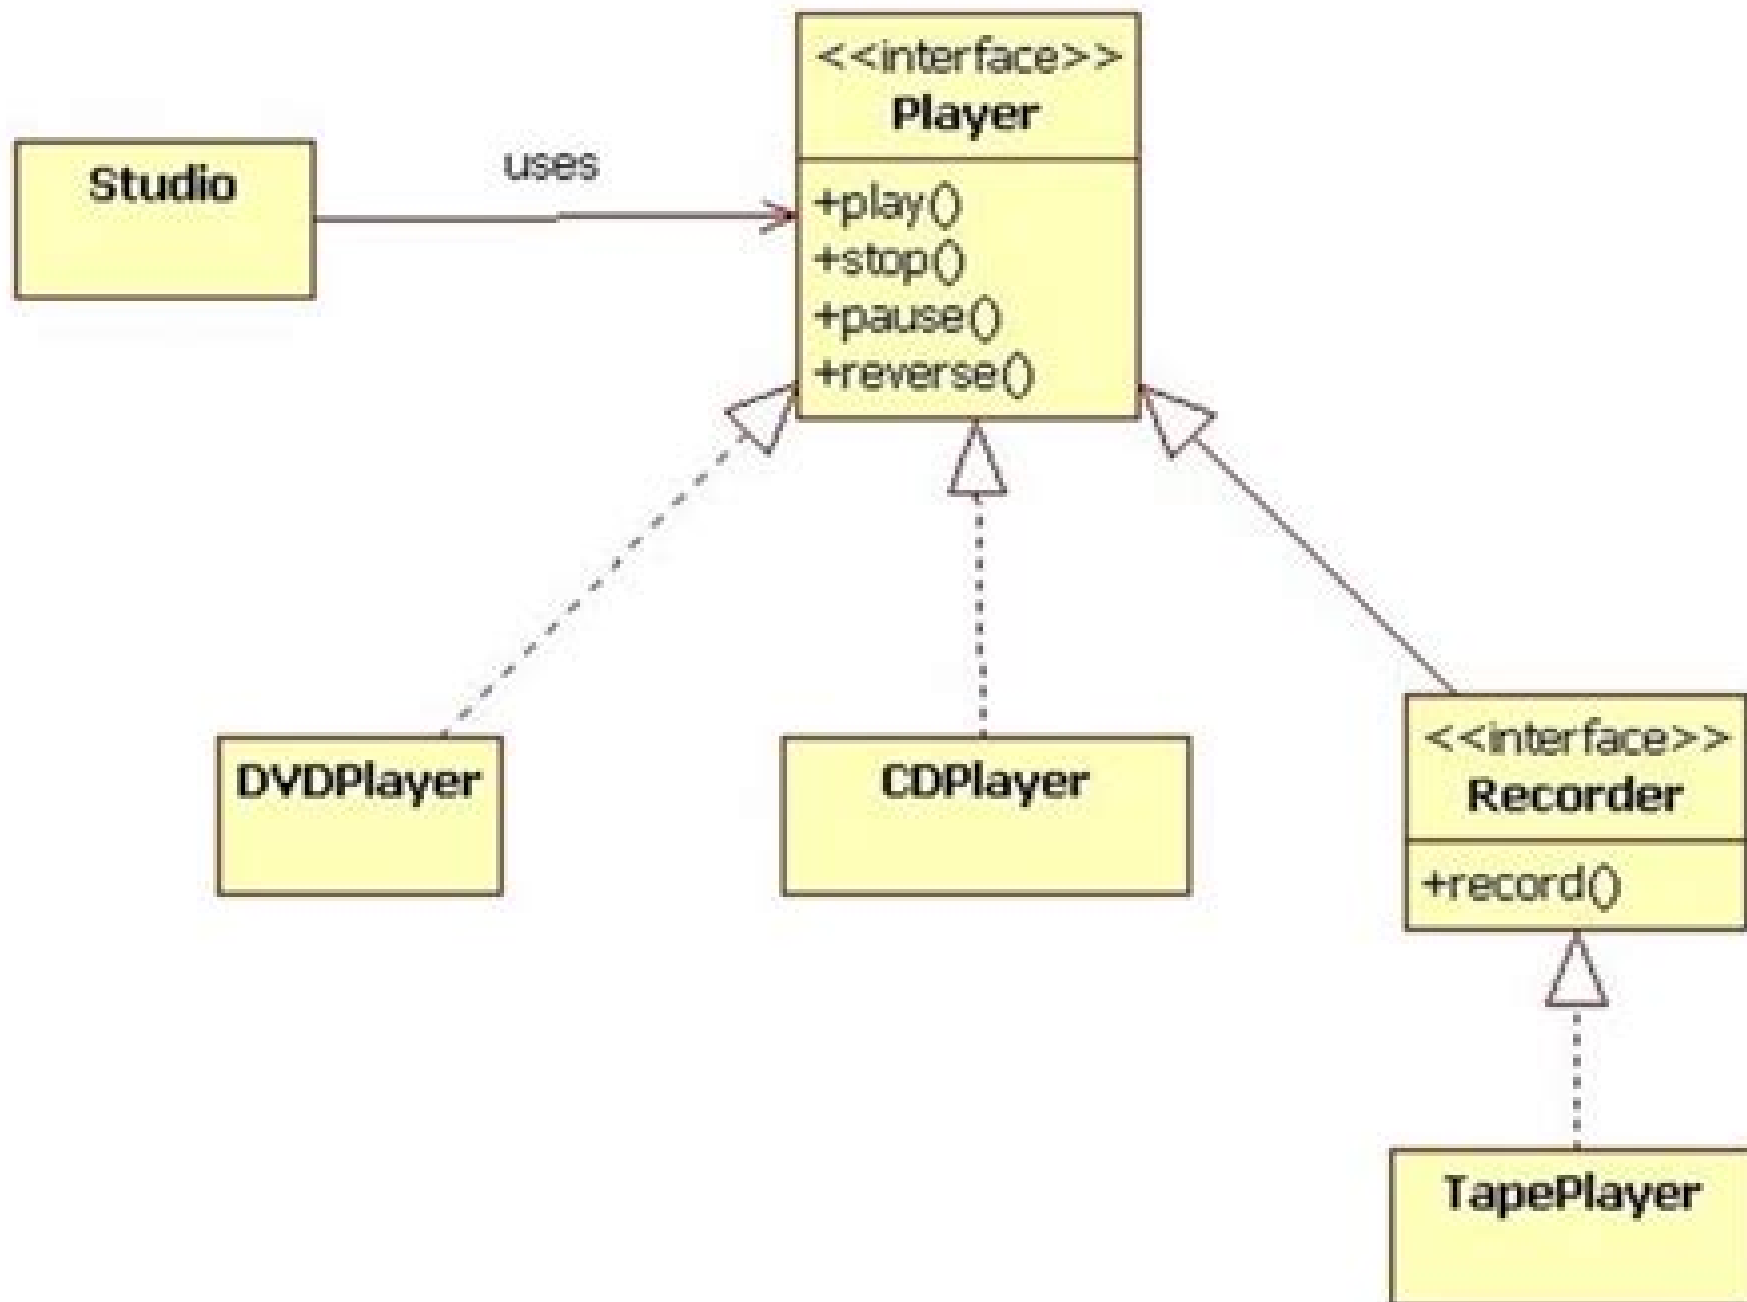 <<interface>>
Player
Studio
uses
+play()
+stop()
+pause()
+reverse()
DVDPlayer
CDPlayer
<<interface>>
Recorder
+record()
TapePlayer